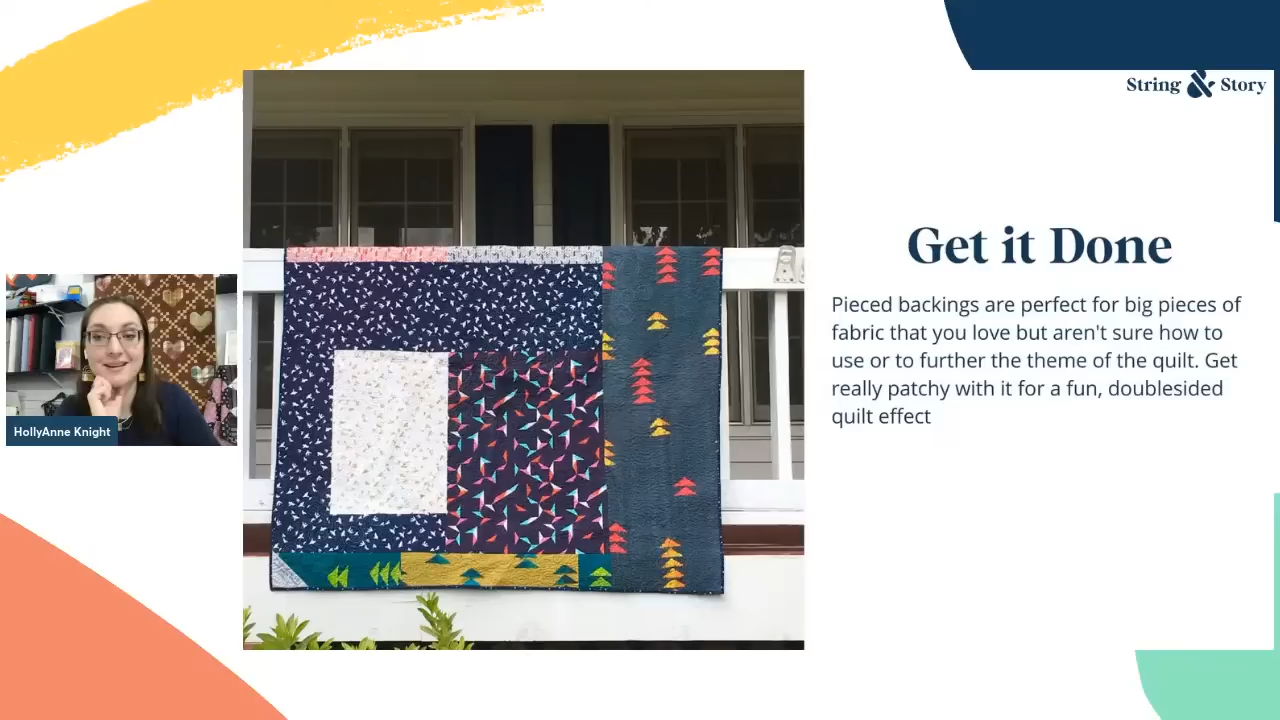 String & Story
Get it Done
Pieced backings are perfect for big pieces of
fabric that you love but aren't sure how to
use or to further the theme of the quilt. Get
really patchy with it for a fun, doublesided
quilt effect
HollyAnne Knight